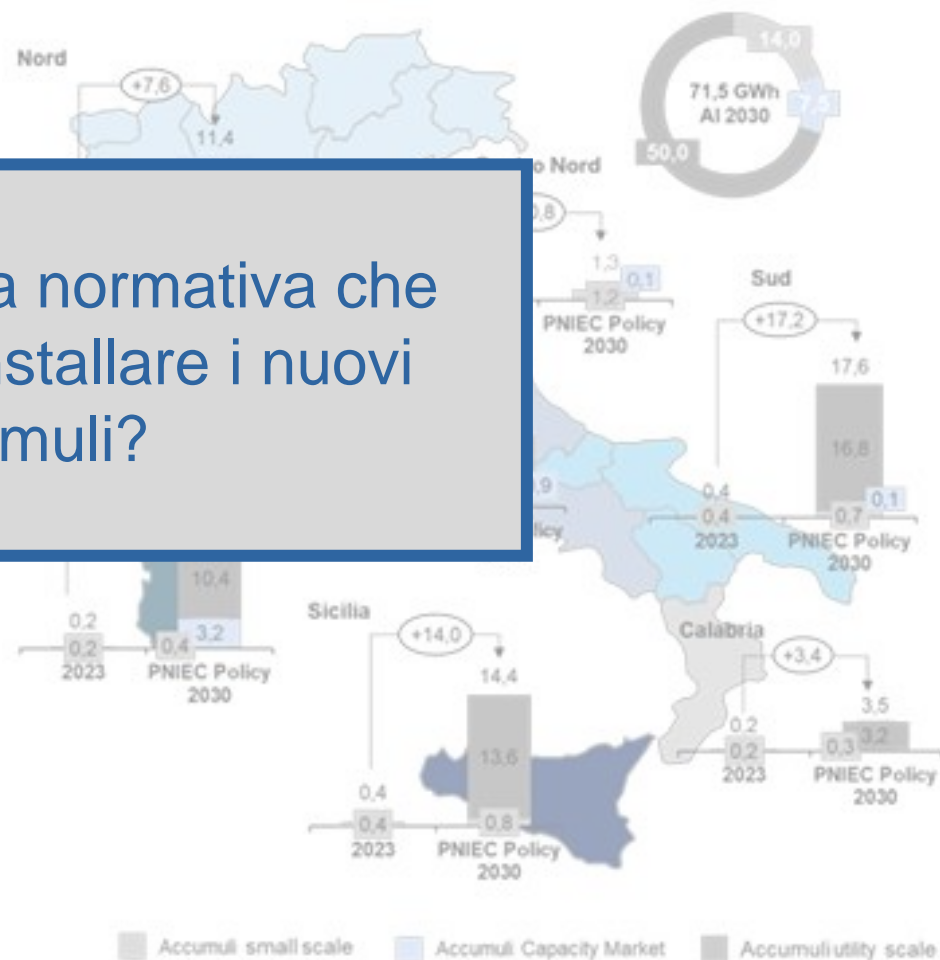 Nord
+7,6
11,4
14,0
71,5 GWh
Al 2030
7,5
50,0
o Nord
0,8
1,3
0,1
1,2
PNIEC Policy
2030
a normativa che
nstallare i nuovi
muli?
Sud
+17,2
17,6
16,8
0,4
0,1
0,4
0,7
2023
PNIEC Policy
2030
,9
licy
10,4
0,2
3,2
0,2
0,4
2023
PNIEC Policy
2030
Sicilia
+14,0
14,4
13,6
0,4
0,4
0,8
2023
PNIEC Policy
2030
Calabria
+3,4
3,5
0,2
3,2
0,2
0,3
2023
PNIEC Policy
2030
Accumuli small scale
Accumuli Capacity Market
Accumuli utility scale